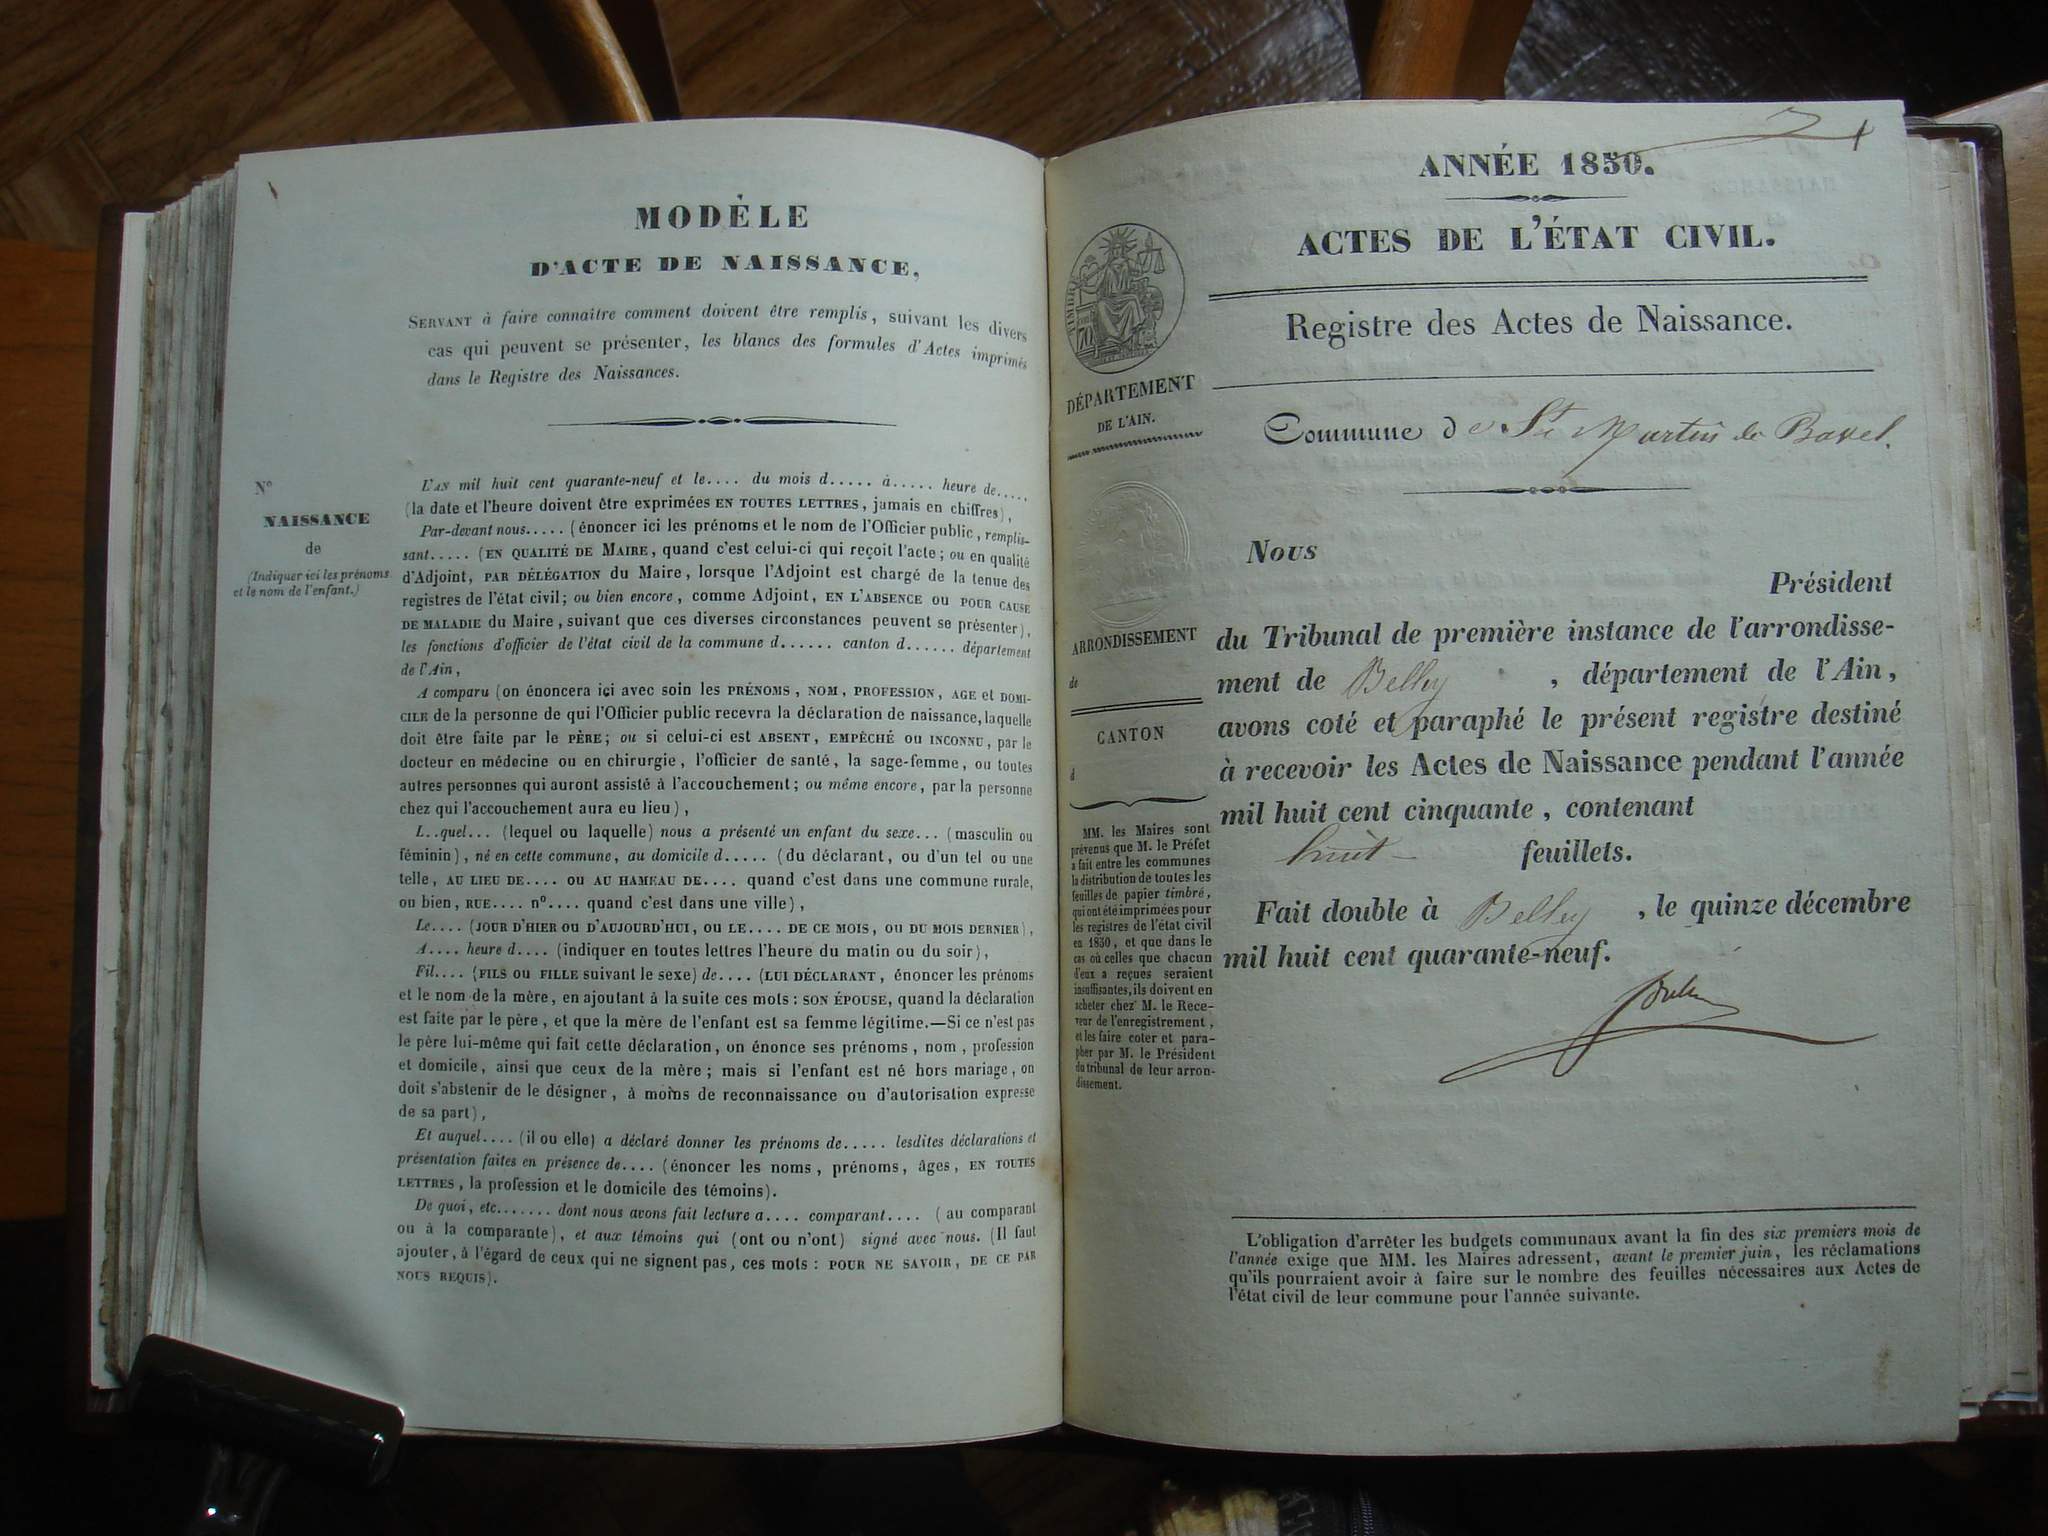 MODÈLE
D'ACTE DE NAISSANCE,
SERVANT à faire connaître comment doivent être remplis, suivant les divers
cas qui peuvent se présenter, les blancs des formules d'Actes imprimés
dans le Registre des Naissances.
N°
NAISSANCE
de
(Indiquer ici les prénoms
et le nom de l'enfant.)
L'AN mil huit cent quarante-neuf et le.... du mois d..... à..... heure de.....
(la date et l'heure doivent être exprimées EN TOUTES LETTRES, jamais en chiffres),
Par-devant nous..... (énoncer ici les prénoms et le nom de l'Officier public, remplis-
sant..... (EN QUALITÉ DE MAIRE, quand c'est celui-ci qui reçoit l'acte; ou en qualité
d'Adjoint, PAR DÉLÉGATION du Maire, lorsque l'Adjoint est chargé de la tenue des
registres de l'état civil; ou bien encore, comme Adjoint, EN L'ABSENCE OU POUR CAUSE
DE MALADIE du Maire, suivant que ces diverses circonstances peuvent se présenter),
les fonctions d'officier de l'état civil de la commune d...... canton d...... département
de l'Ain,
A comparu (on énoncera ici avec soin les PRÉNOMS, NOM, PROFESSION, AGE et DOMI-
CILE de la personne de qui l'Officier public recevra la déclaration de naissance, laquelle
doit être faite par le PÈRE; ou si celui-ci est ABSENT, EMPÊCHÉ OU INCONNU, par le
docteur en médecine ou en chirurgie, l'officier de santé, la sage-femme, ou toutes
autres personnes qui auront assisté à l'accouchement; ou même encore, par la personne
chez qui l'accouchement aura eu lieu),
L..quel... (lequel ou laquelle) nous a présenté un enfant du sexe... (masculin ou
féminin), né en cette commune, au domicile d..... (du déclarant, ou d'un tel ou une
telle, AU LIEU DE.... OU AU HAMEAU DE.... quand c'est dans une commune rurale,
ou bien, RUE.... n°.... quand c'est dans une ville),
Le.... (JOUR D'HIER OU D'AUJOURD'HUI, OU LE.... DE CE MOIS, OU DU MOIS DERNIER),
A.... heure d.... (indiquer en toutes lettres l'heure du matin ou du soir),
Fil.... (FILS OU FILLE suivant le sexe) de.... (LUI DÉCLARANT, énoncer les prénoms
et le nom de la mère, en ajoutant à la suite ces mots: SON ÉPOUSE, quand la déclaration
est faite par le père, et que la mère de l'enfant est sa femme légitime.—Si ce n'est pas
le père lui-même qui fait cette déclaration, on énonce ses prénoms, nom, profession
et domicile, ainsi que ceux de la mère; mais si l'enfant est né hors mariage, on
doit s'abstenir de le désigner, à moins de reconnaissance ou d'autorisation expresse
de sa part),
Et auquel.... (il ou elle) a déclaré donner les prénoms de..... lesdites déclarations et
présentation faites en présence de.... (énoncer les noms, prénoms, âges, EN TOUTES
LETTRES, la profession et le domicile des témoins).
De quoi, etc....... dont nous avons fait lecture a.... comparant.... (au comparant
ou à la comparante), et aux témoins qui (ont ou n'ont) signé avec nous. (Il faut
ajouter, à l'égard de ceux qui ne signent pas, ces mots: POUR NE SAVOIR, DE CE PAR
NOUS REQUIS).
ANNÉE 1850.
ACTES DE L'ÉTAT CIVIL.
Registre des Actes de Naissance.
TIMBRE
70
DÉPARTEMENT
DE L'AIN.
Commune de St Martin de Bavel.
ARRONDISSEMENT
de
CANTON
d
MM. les Maires sont
prévenus que M. le Préfet
a fait entre les communes
la distribution de toutes les
feuilles de papier timbré,
qui ont été imprimées pour
les registres de l'état civil
en 1850, et que dans le
cas où celles que chacun
d'eux a reçues seraient
insuffisantes, ils doivent en
acheter chez M. le Rece-
veur de l'enregistrement,
et les faire coter et para-
pher par M. le Président
du tribunal de leur arron-
dissement.
Nous
Président
du Tribunal de première instance de l'arrondisse-
ment de Belley, département de l'Ain,
avons coté et paraphé le présent registre destiné
à recevoir les Actes de Naissance pendant l'année
mil huit cent cinquante, contenant
huit feuillets.
Fait double à Belley, le quinze décembre
mil huit cent quarante-neuf.
L'obligation d'arrêter les budgets communaux avant la fin des six premiers mois de
l'année exige que MM. les Maires adressent, avant le premier juin, les réclamations
qu'ils pourraient avoir à faire sur le nombre des feuilles nécessaires aux Actes de
l'état civil de leur commune pour l'année suivante.